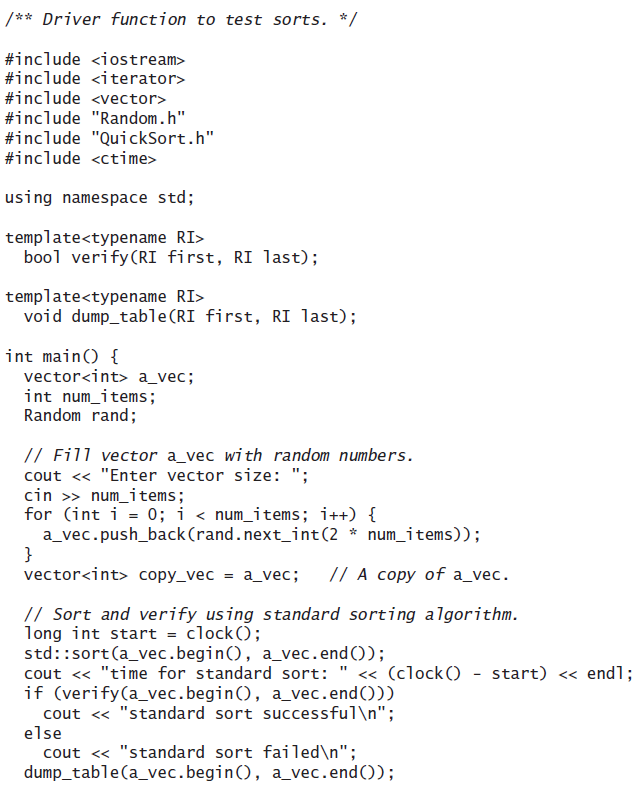 /** Driver function to test sorts. */
#include <iostream>
#include <iterator>
#include <vector>
#include "Random.h"
#include "QuickSort.h"
#include <ctime>
using namespace std;
template<typename RI>
  bool verify(RI first, RI last);
template<typename RI>
  void dump_table(RI first, RI last);
int main() {
  vector<int> a_vec;
  int num_items;
  Random rand;
  // Fill vector a_vec with random numbers.
  cout << "Enter vector size: ";
  cin >> num_items;
  for (int i = 0; i < num_items; i++) {
    a_vec.push_back(rand.next_int(2 * num_items));
  }
  vector<int> copy_vec = a_vec;   // A copy of a_vec.
  // Sort and verify using standard sorting algorithm.
  long int start = clock();
  std::sort(a_vec.begin(), a_vec.end());
  cout << "time for standard sort: " << (clock() - start) << endl;
  if (verify(a_vec.begin(), a_vec.end()))
    cout << "standard sort successful\n";
  else
    cout << "standard sort failed\n";
  dump_table(a_vec.begin(), a_vec.end());